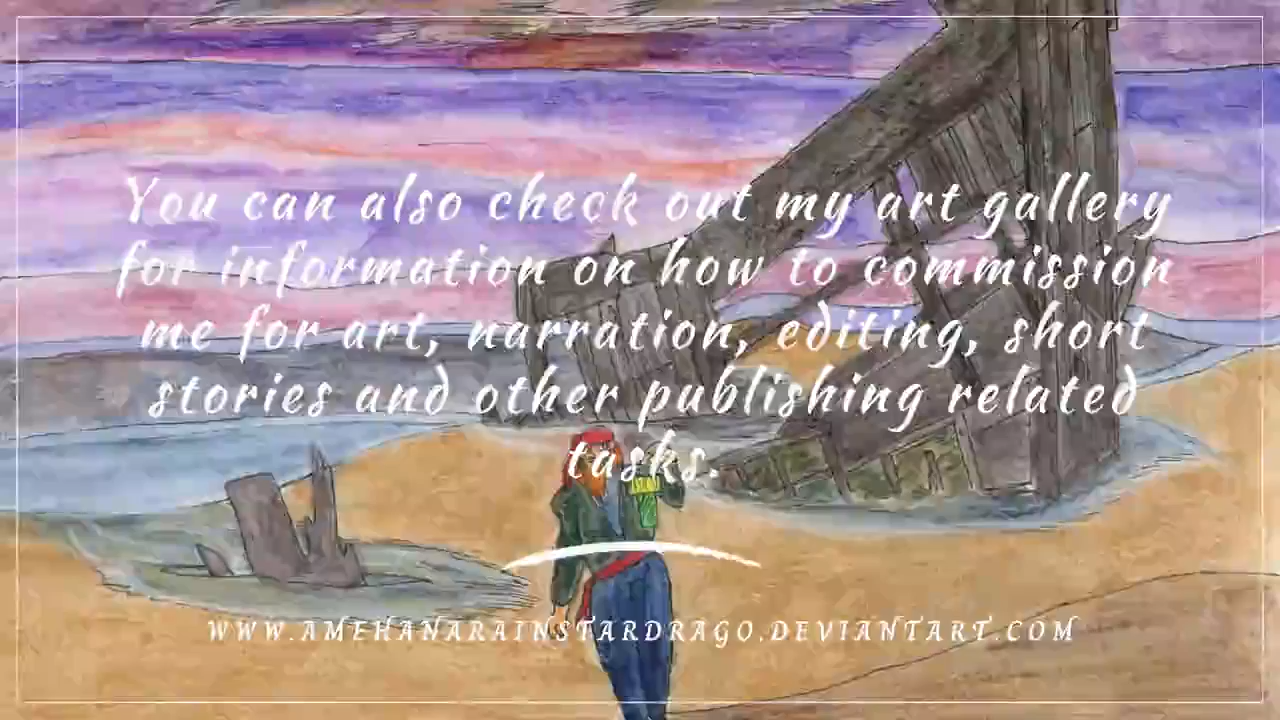 You can also check out my art gallery
for information on how to commission
me for art, narration, editing, short
stories and other publishing related
tasks.
WWW.AMEHANARAINSTARDRAGO.DEVIANTART.COM